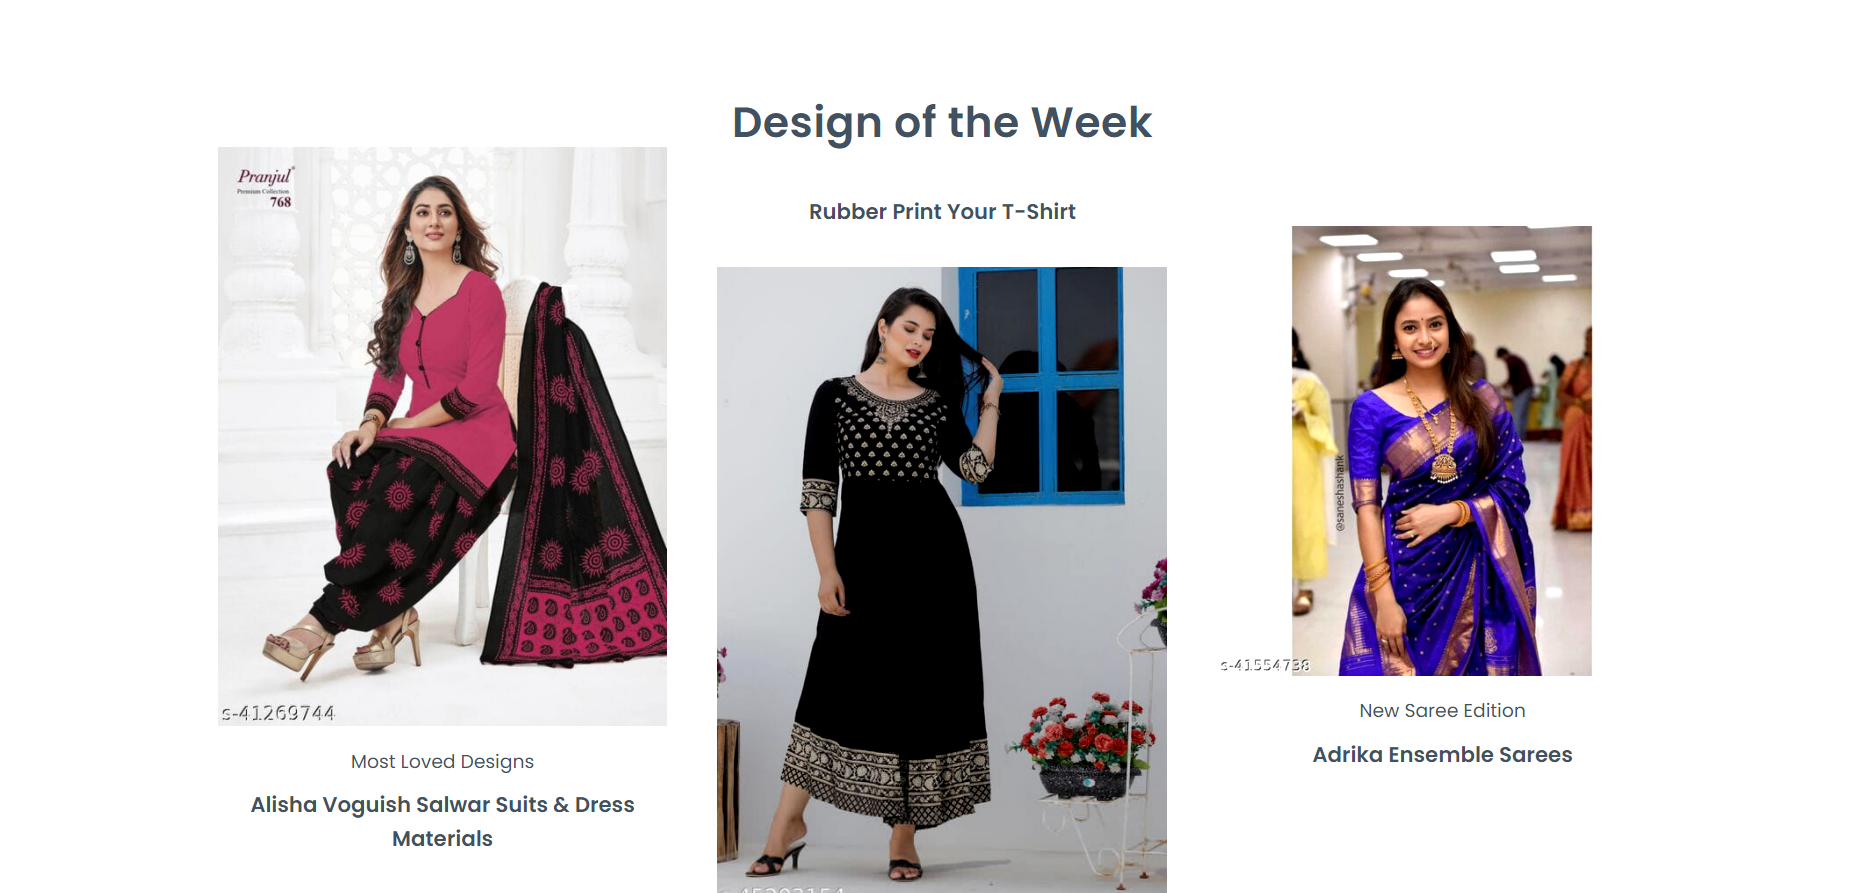 Design of the Week
Pranjul
Premium Collection
768
s-41269744
Most Loved Designs
Alisha Voguish Salwar Suits & Dress
Materials
Rubber Print Your T-Shirt
@saneshashank
s-41554738
New Saree Edition
Adrika Ensemble Sarees